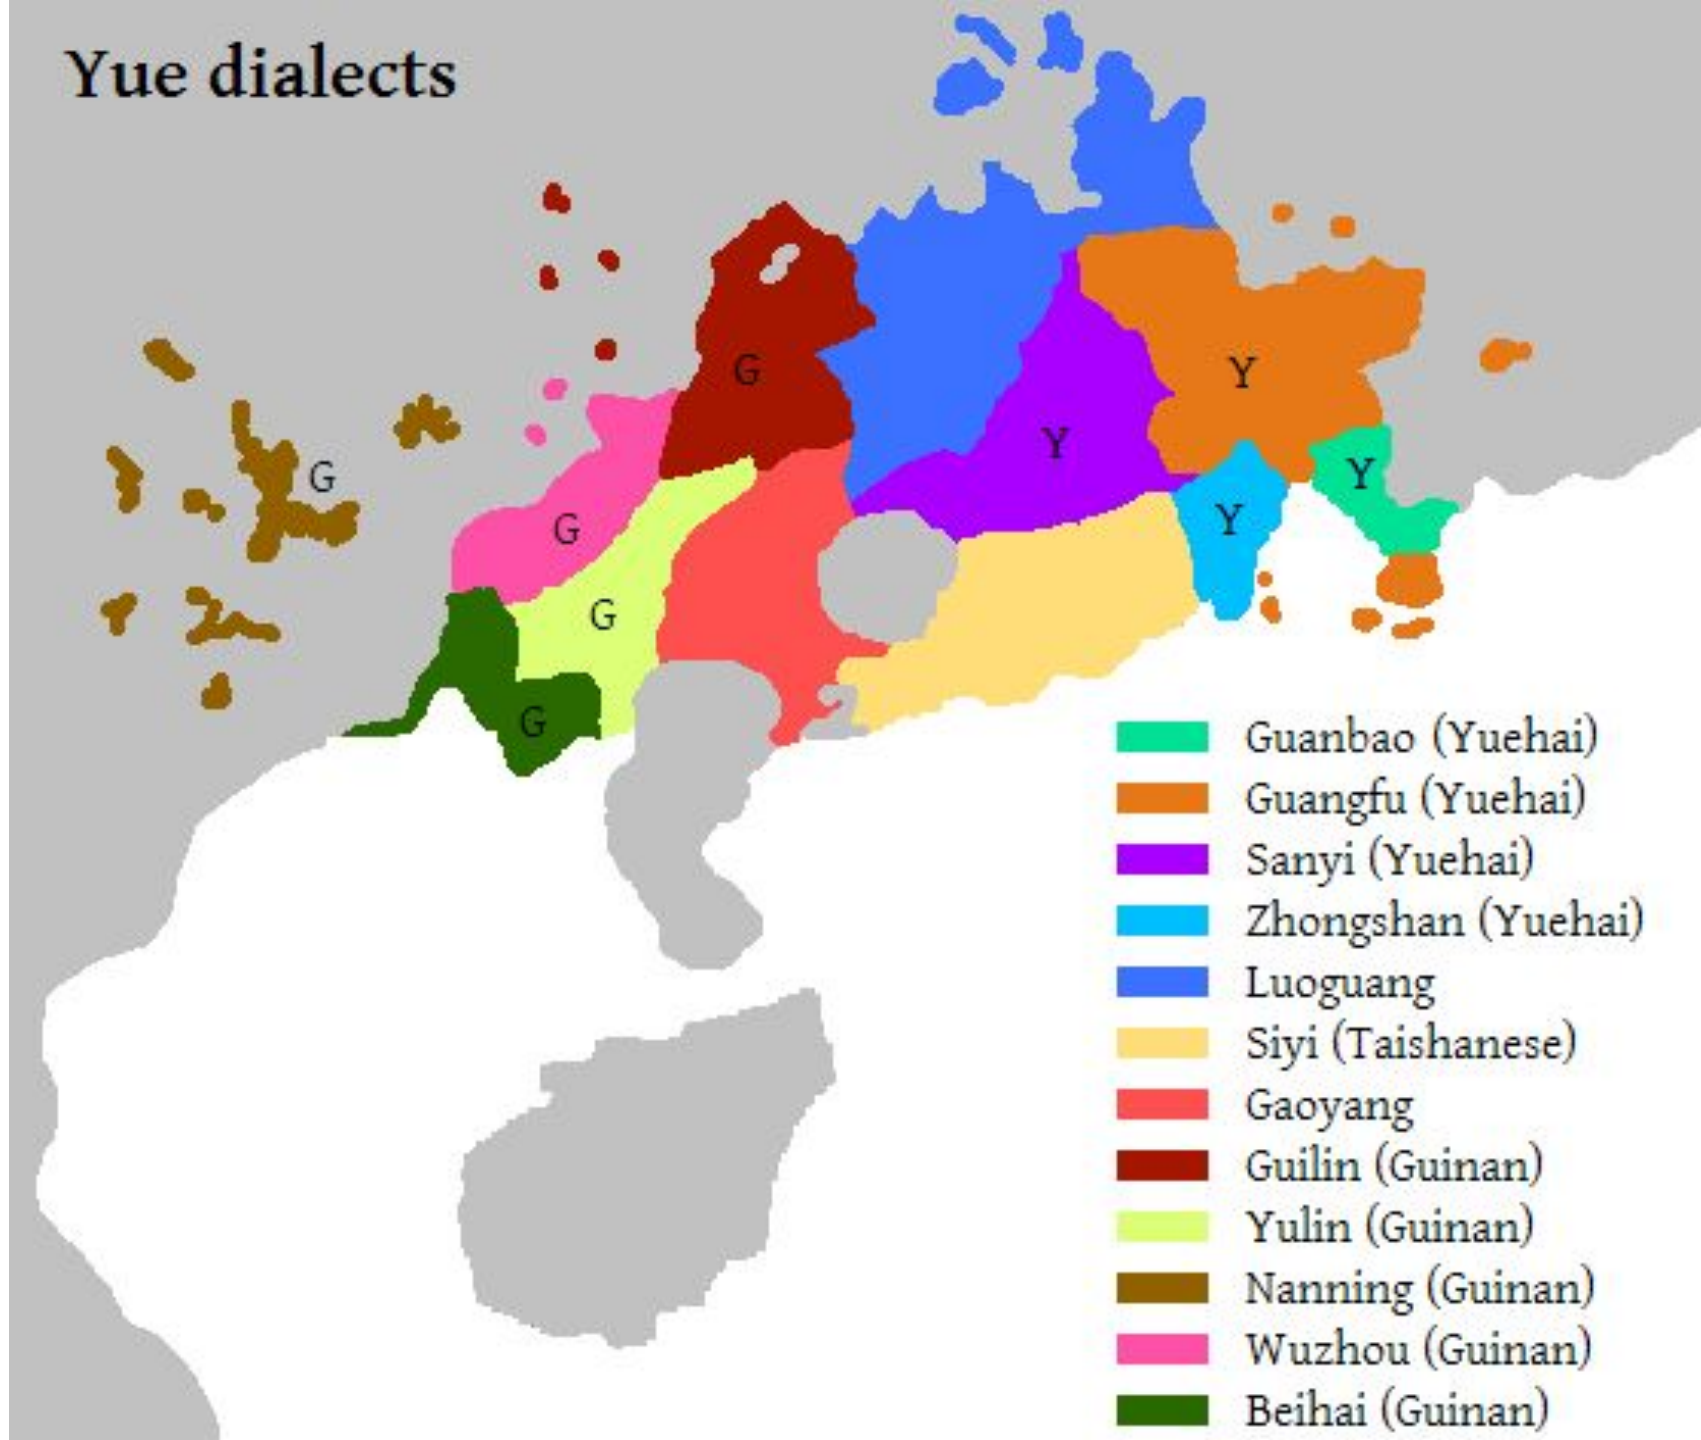 Yue dialects
G
Y
Y
Y
G
Y
G
G
G
Guanbao (Yuehai)
Guangfu (Yuehai)
Sanyi (Yuehai)
Zhongshan (Yuehai)
Luoguang
Siyi (Taishanese)
Gaoyang
Guilin (Guinan)
Yulin (Guinan)
Nanning (Guinan)
Wuzhou (Guinan)
Beihai (Guinan)